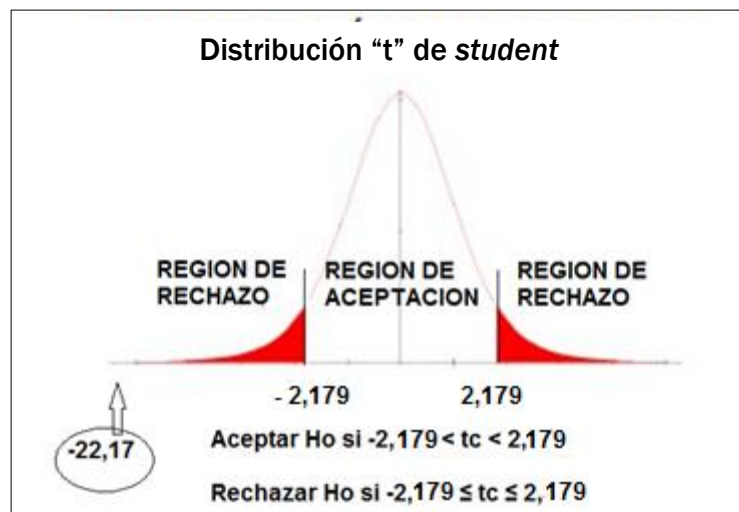 Distribución “t” de student
REGION DE RECHAZO
REGION DE ACEPTACION
REGION DE RECHAZO
- 2,179
2,179
-22,17
Aceptar Ho si -2,179 < tc < 2,179
Rechazar Ho si -2,179 ≤ tc ≤ 2,179